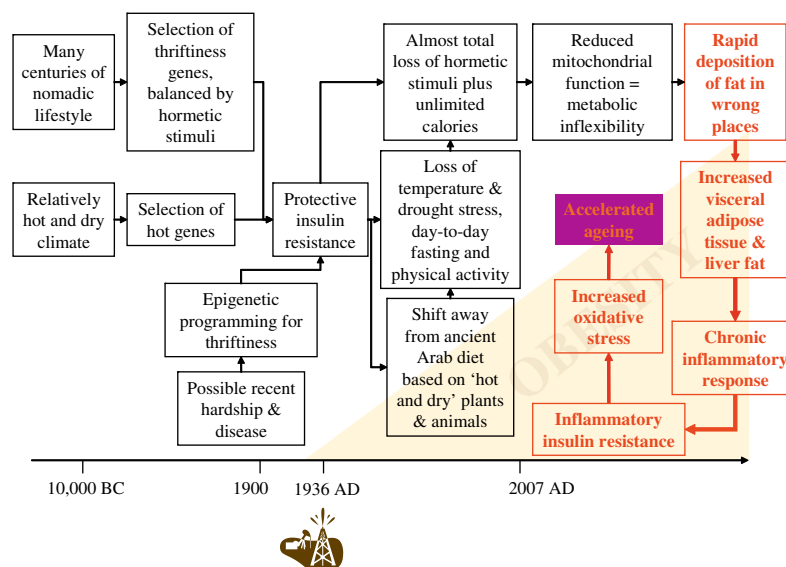 Many
centuries of
nomadic
lifestyle
Selection of
thriftiness
genes,
balanced by
hormetic
stimuli
Almost total
loss of hormetic
stimuli plus
unlimited
calories
Reduced
mitochondrial
function =
metabolic
inflexibility
Rapid
deposition
of fat in
wrong
places
Relatively
hot and dry
climate
Selection of
hot genes
Protective
insulin
resistance
Loss of
temperature &
drought stress,
day-to-day
fasting and
physical activity
Accelerated
ageing
Increased
visceral
adipose
tissue &
liver fat
Epigenetic
programming for
thriftiness
Shift away
from ancient
Arab diet
based on ‘hot
and dry’ plants
& animals
Increased
oxidative
stress
OBESITY
Chronic
inflammatory
response
Possible recent
hardship &
disease
Inflammatory
insulin resistance
10,000 BC
1900
1936 AD
2007 AD